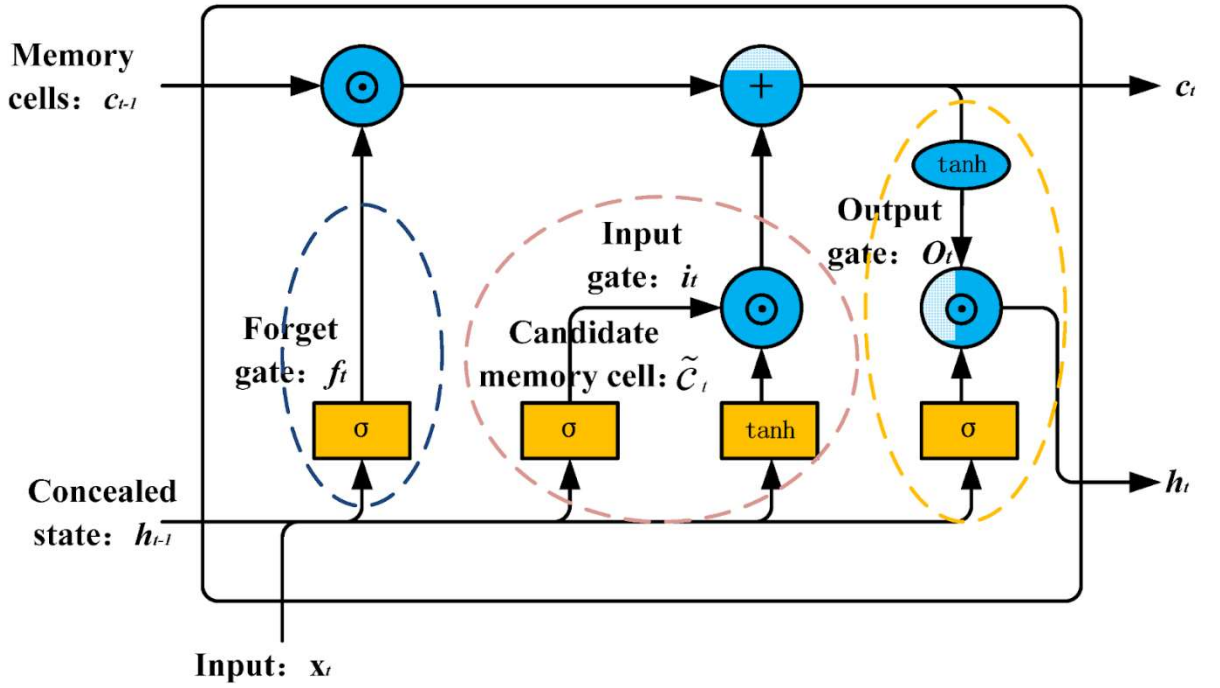 Memory
cells: cₜ₋₁
⊙
+
cₜ
tanh
Output
gate: Oₜ
Input
gate: iₜ
⊙
⊙
Forget
gate: fₜ
Candidate
memory cell: C̃ₜ
σ
σ
tanh
σ
Concealed
state: hₜ₋₁
hₜ
Input: xₜ